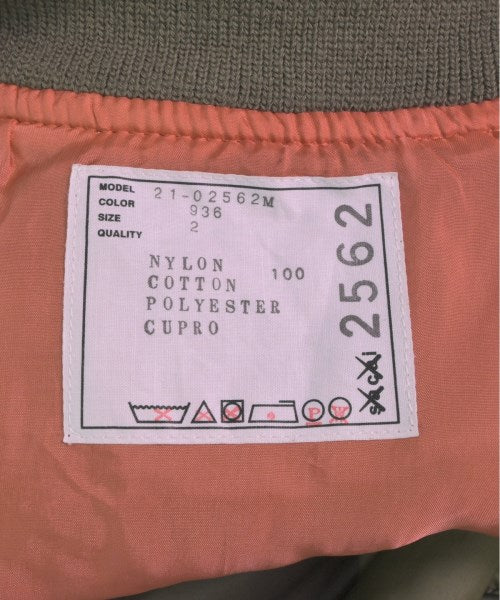 MODEL 21-02562M
COLOR 936
SIZE 2
QUALITY
NYLON 100
COTTON
POLYESTER
CUPRO
2562
sacai
P W